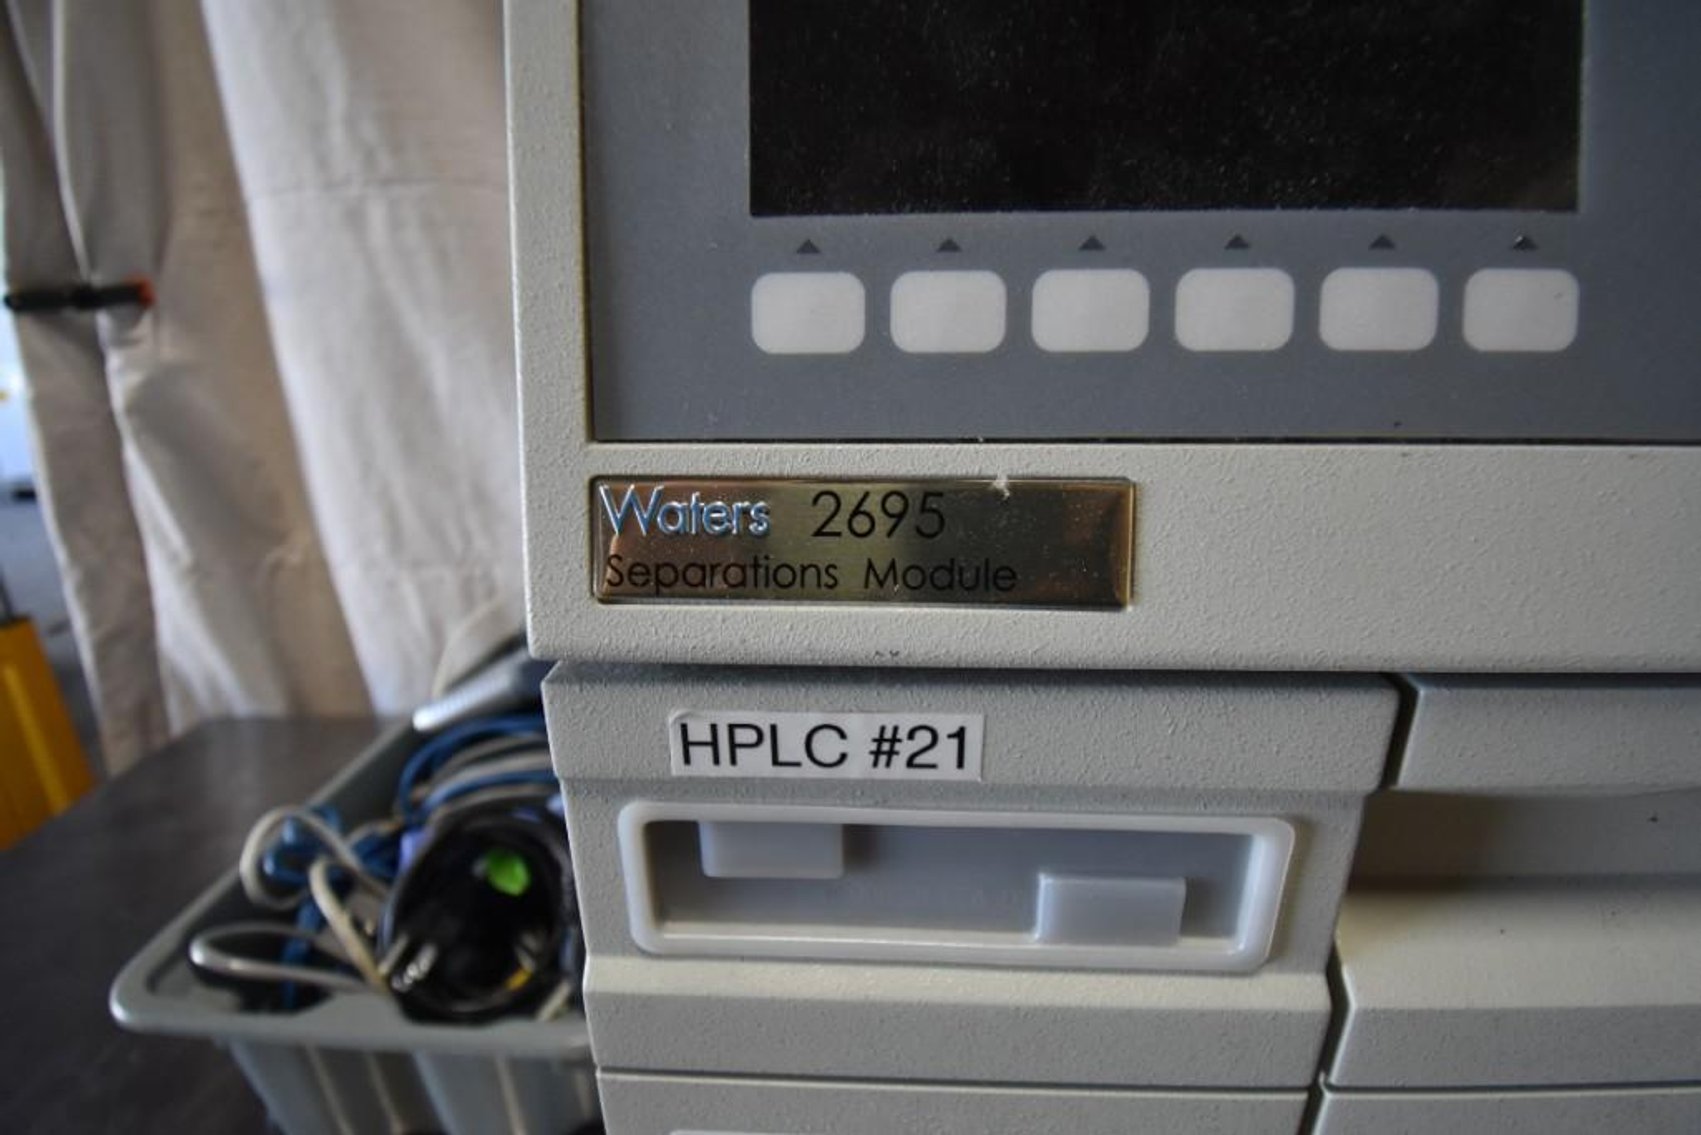 Waters 2695
Separations Module
HPLC #21